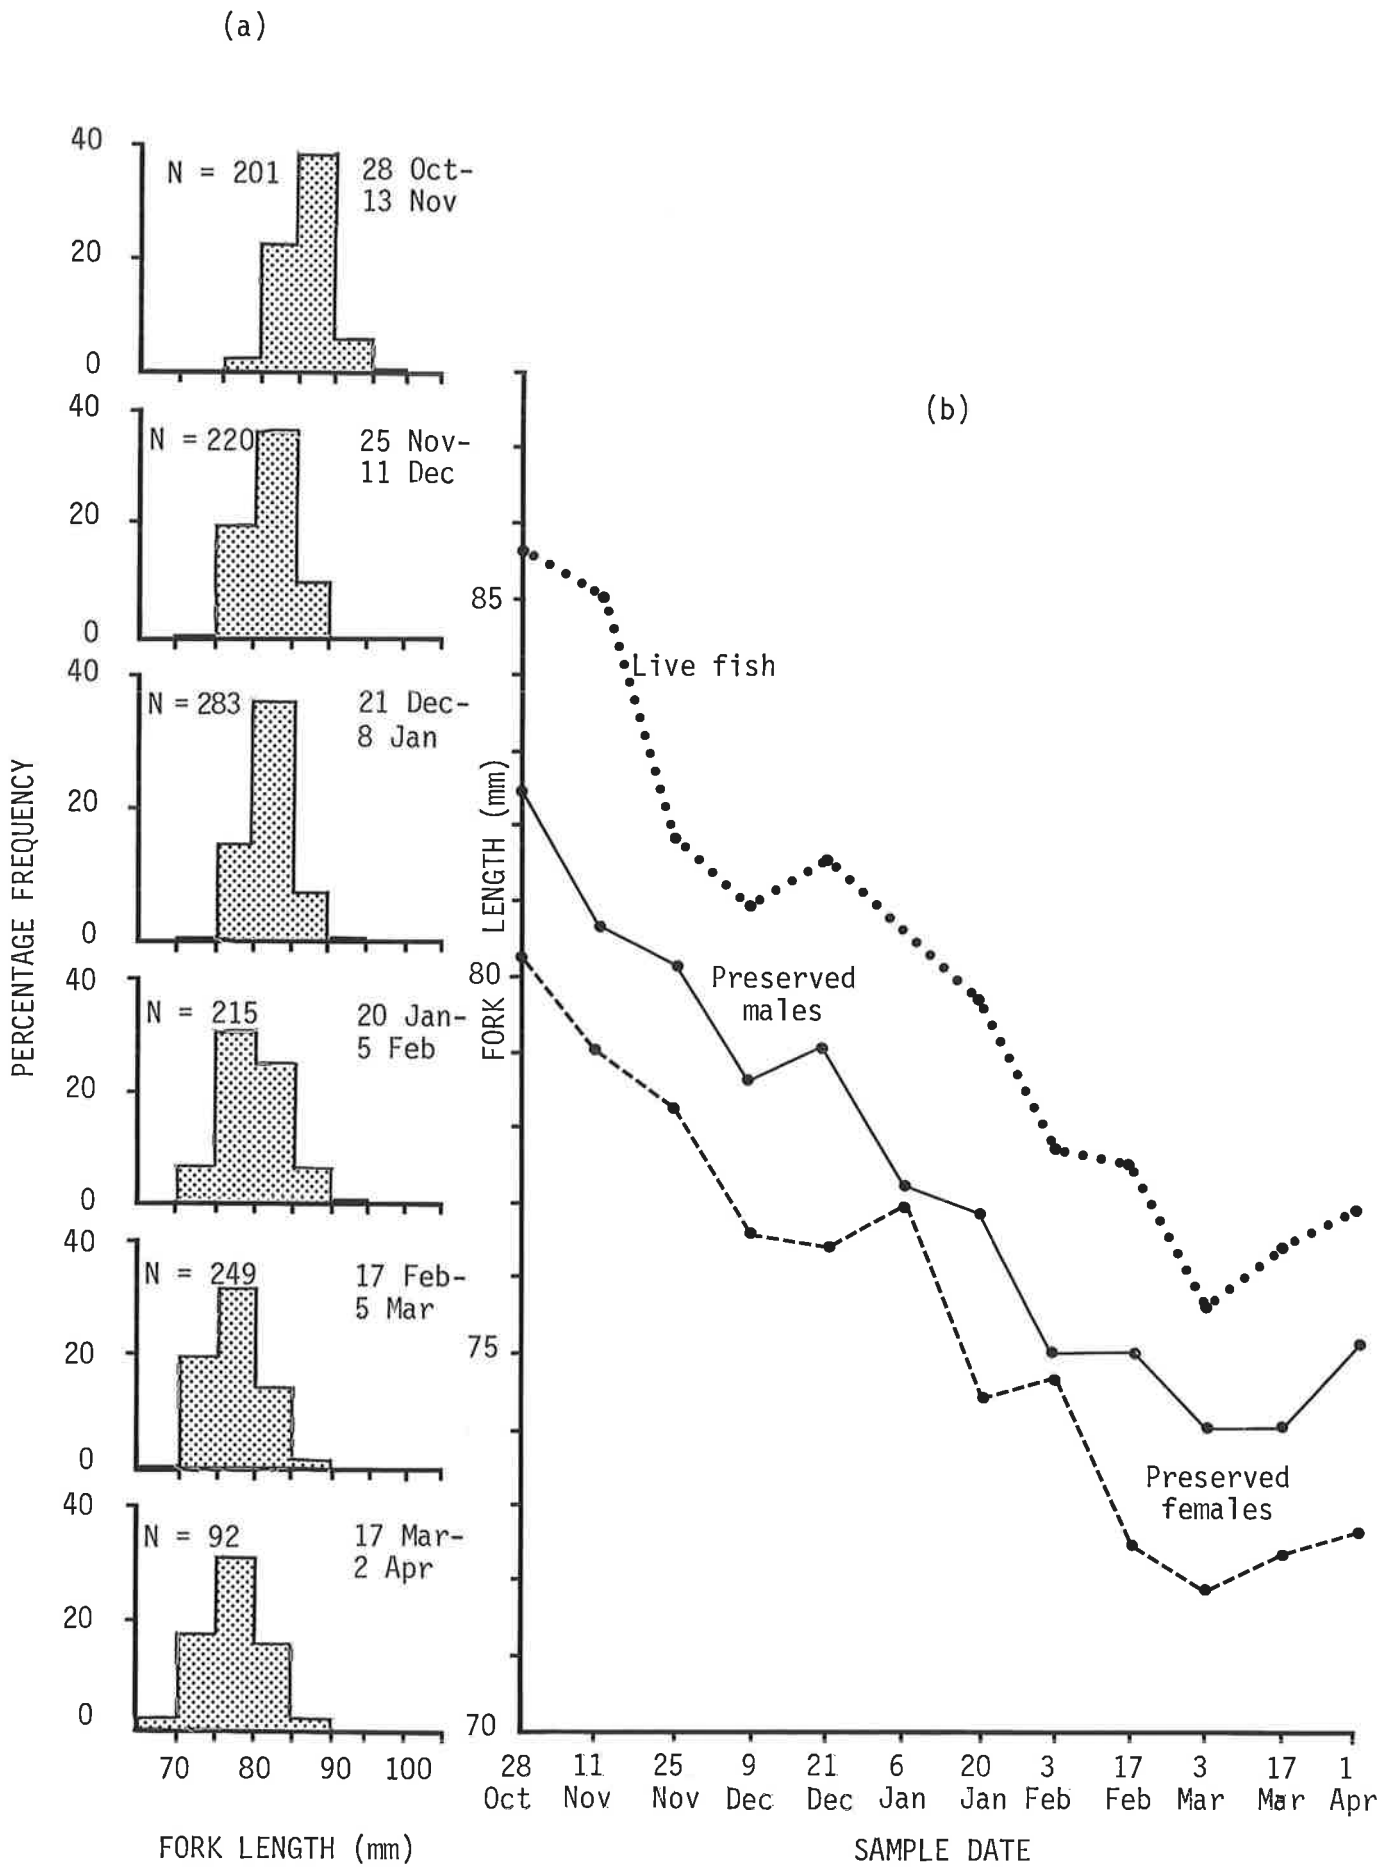 (a)
40
N = 201
28 Oct-
13 Nov
20
0
40
N = 220
25 Nov-
11 Dec
20
0
40
N = 283
21 Dec-
8 Jan
20
0
40
N = 215
20 Jan-
5 Feb
20
0
40
N = 249
17 Feb-
5 Mar
20
0
40
N = 92
17 Mar-
2 Apr
20
0
70 80 90 100
FORK LENGTH (mm)
PERCENTAGE FREQUENCY
(b)
85
80
75
70
FORK LENGTH (mm)
Live fish
Preserved
males
Preserved
females
28 11 25 9 21 6 20 3 17 3 17 1
Oct Nov Nov Dec Dec Jan Jan Feb Feb Mar Mar Apr
SAMPLE DATE